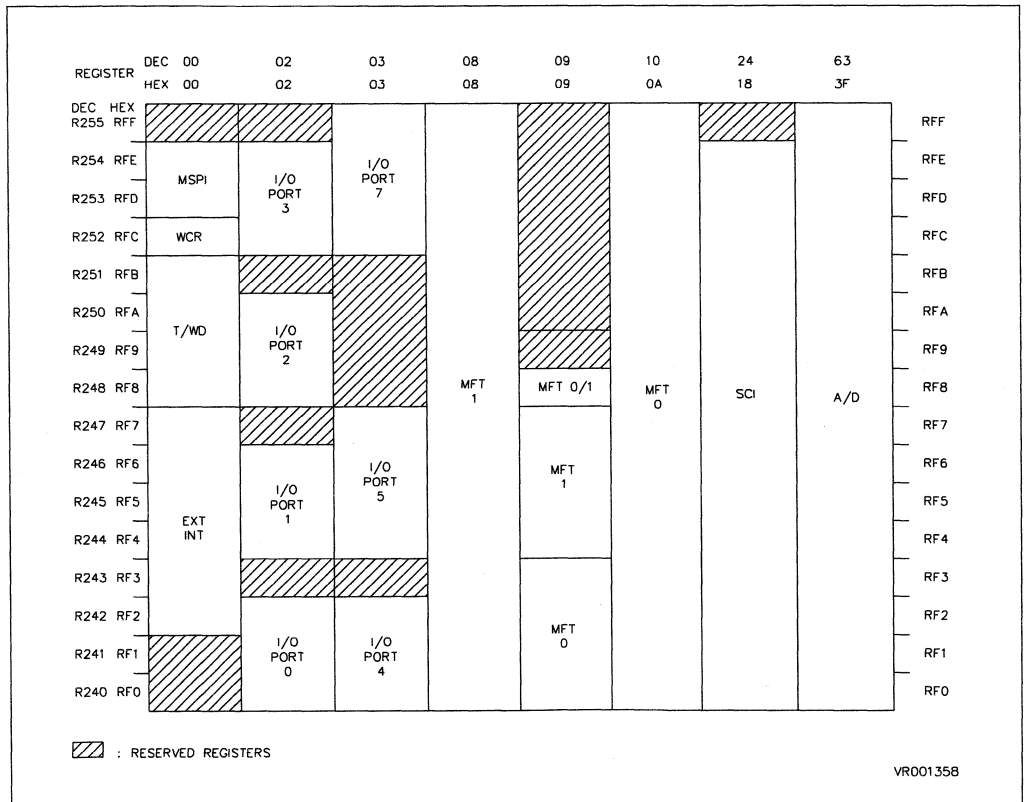 REGISTER
DEC 00 02 03 08 09 10 24 63
HEX 00 02 03 08 09 0A 18 3F
DEC HEX
R255 RFF RFF
R254 RFE RFE
R253 RFD RFD
R252 RFC RFC
R251 RFB RFB
R250 RFA RFA
R249 RF9 RF9
R248 RF8 RF8
R247 RF7 RF7
R246 RF6 RF6
R245 RF5 RF5
R244 RF4 RF4
R243 RF3 RF3
R242 RF2 RF2
R241 RF1 RF1
R240 RF0 RF0
MSPI
WCR
T/WD
EXT
INT
I/O
PORT
3
I/O
PORT
2
I/O
PORT
1
I/O
PORT
0
I/O
PORT
7
I/O
PORT
5
I/O
PORT
4
MFT
1
MFT 0/1
MFT
1
MFT
0
MFT
0
SCI
A/D
: RESERVED REGISTERS
VR001358